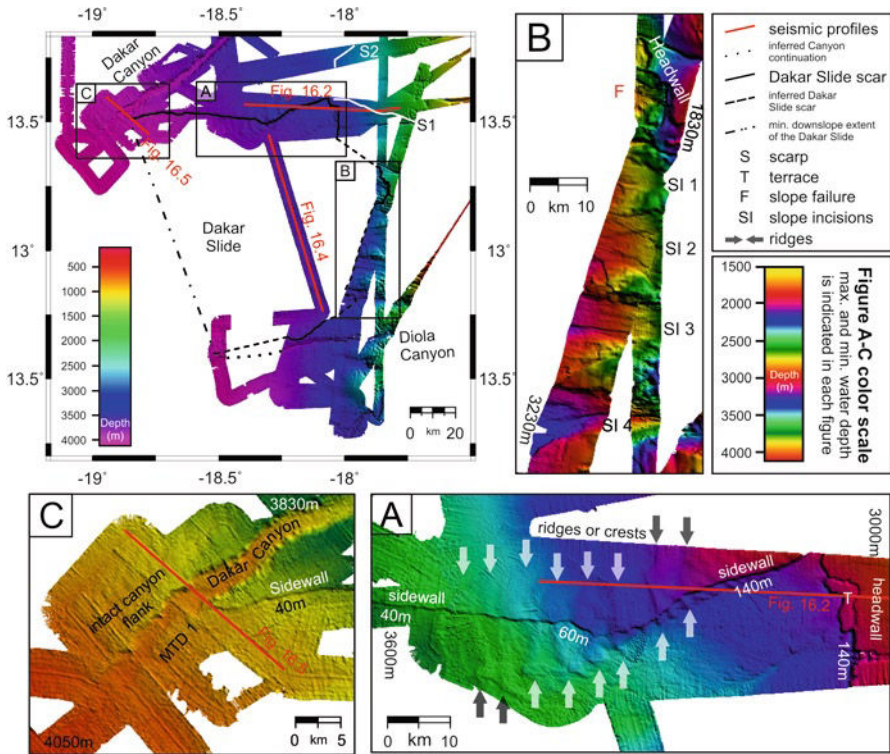 -19° -18.5° -18°
Dakar Canyon
C
A
S2
Fig. 16.2
S1
Fig. 16.5
B
Fig. 16.4
Dakar Slide
Diola Canyon
13.5°
13°
13.5°
500
1000
1500
2000
2500
3000
3500
4000
Depth (m)
0 km 20
-19° -18.5° -18°
13.5°
13°
13.5°
B
Headwall
1830m
F
SI 1
0 km 10
SI 2
SI 3
3230m
SI 4
seismic profiles
inferred Canyon continuation
Dakar Slide scar
inferred Dakar Slide scar
min. downslope extent of the Dakar Slide
S scarp
T terrace
F slope failure
SI slope incisions
ridges
1500
2000
2500
3000
Depth (m)
3500
4000
Figure A-C color scale
max. and min. water depth
is indicated in each figure
C
3830m
Dakar Canyon
Sidewall
40m
intact canyon flank
MTD 1
4050m
0 km 5
A
ridges or crests
3000m
sidewall
140m
Fig. 16.2
T
headwall
sidewall
40m
60m
140m
3600m
0 km 10